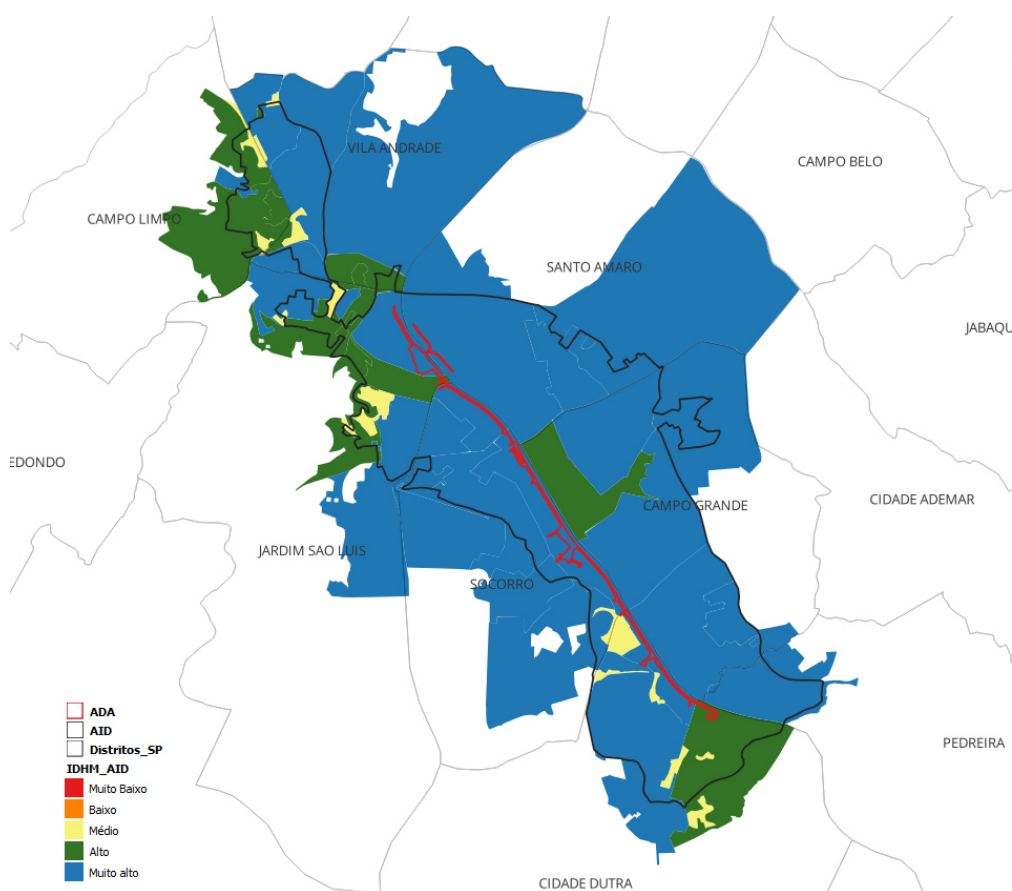 VILA ANDRADE
CAMPO BELO
CAMPO LIMPO
SANTO AMARO
JABAQU
EDONDO
CIDADE ADEMAR
CAMPO GRANDE
JARDIM SAO LUIS
SOCORRO
PEDREIRA
CIDADE DUTRA
ADA
AID
Distritos_SP
IDHM_AID
Muito Baixo
Baixo
Médio
Alto
Muito alto